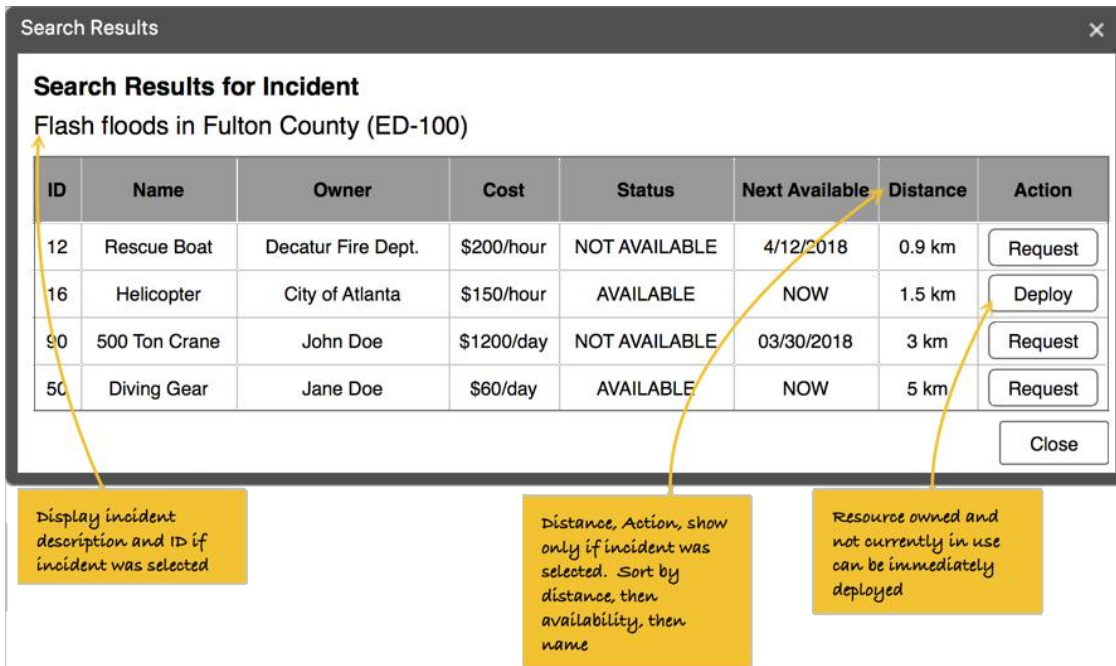 Search Results ×
Search Results for Incident
Flash floods in Fulton County (ED-100)
ID Name Owner Cost Status Next Available Distance Action
12 Rescue Boat Decatur Fire Dept. $200/hour NOT AVAILABLE 4/12/2018 0.9 km Request
16 Helicopter City of Atlanta $150/hour AVAILABLE NOW 1.5 km Deploy
90 500 Ton Crane John Doe $1200/day NOT AVAILABLE 03/30/2018 3 km Request
50 Diving Gear Jane Doe $60/day AVAILABLE NOW 5 km Request
Close
Display incident
description and ID if
incident was selected
Distance, Action, show
only if incident was
selected. Sort by
distance, then
availability, then
name
Resource owned and
not currently in use
can be immediately
deployed